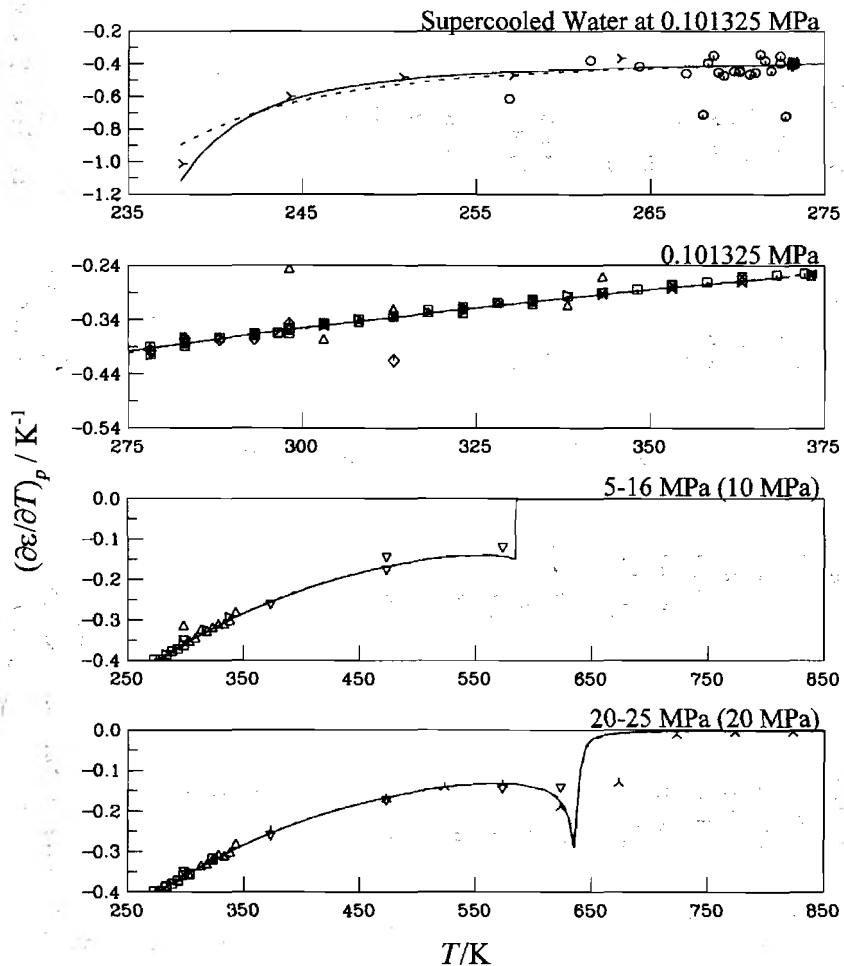 Supercooled Water at 0.101325 MPa
-0.2
-0.4
-0.6
-0.8
-1.0
-1.2
235 245 255 265 275
0.101325 MPa
-0.24
-0.34
-0.44
-0.54
275 300 325 350 375
(∂ε/∂T)p / K-1
5-16 MPa (10 MPa)
0.0
-0.1
-0.2
-0.3
-0.4
250 350 450 550 650 750 850
20-25 MPa (20 MPa)
0.0
-0.1
-0.2
-0.3
-0.4
250 350 450 550 650 750 850
T/K